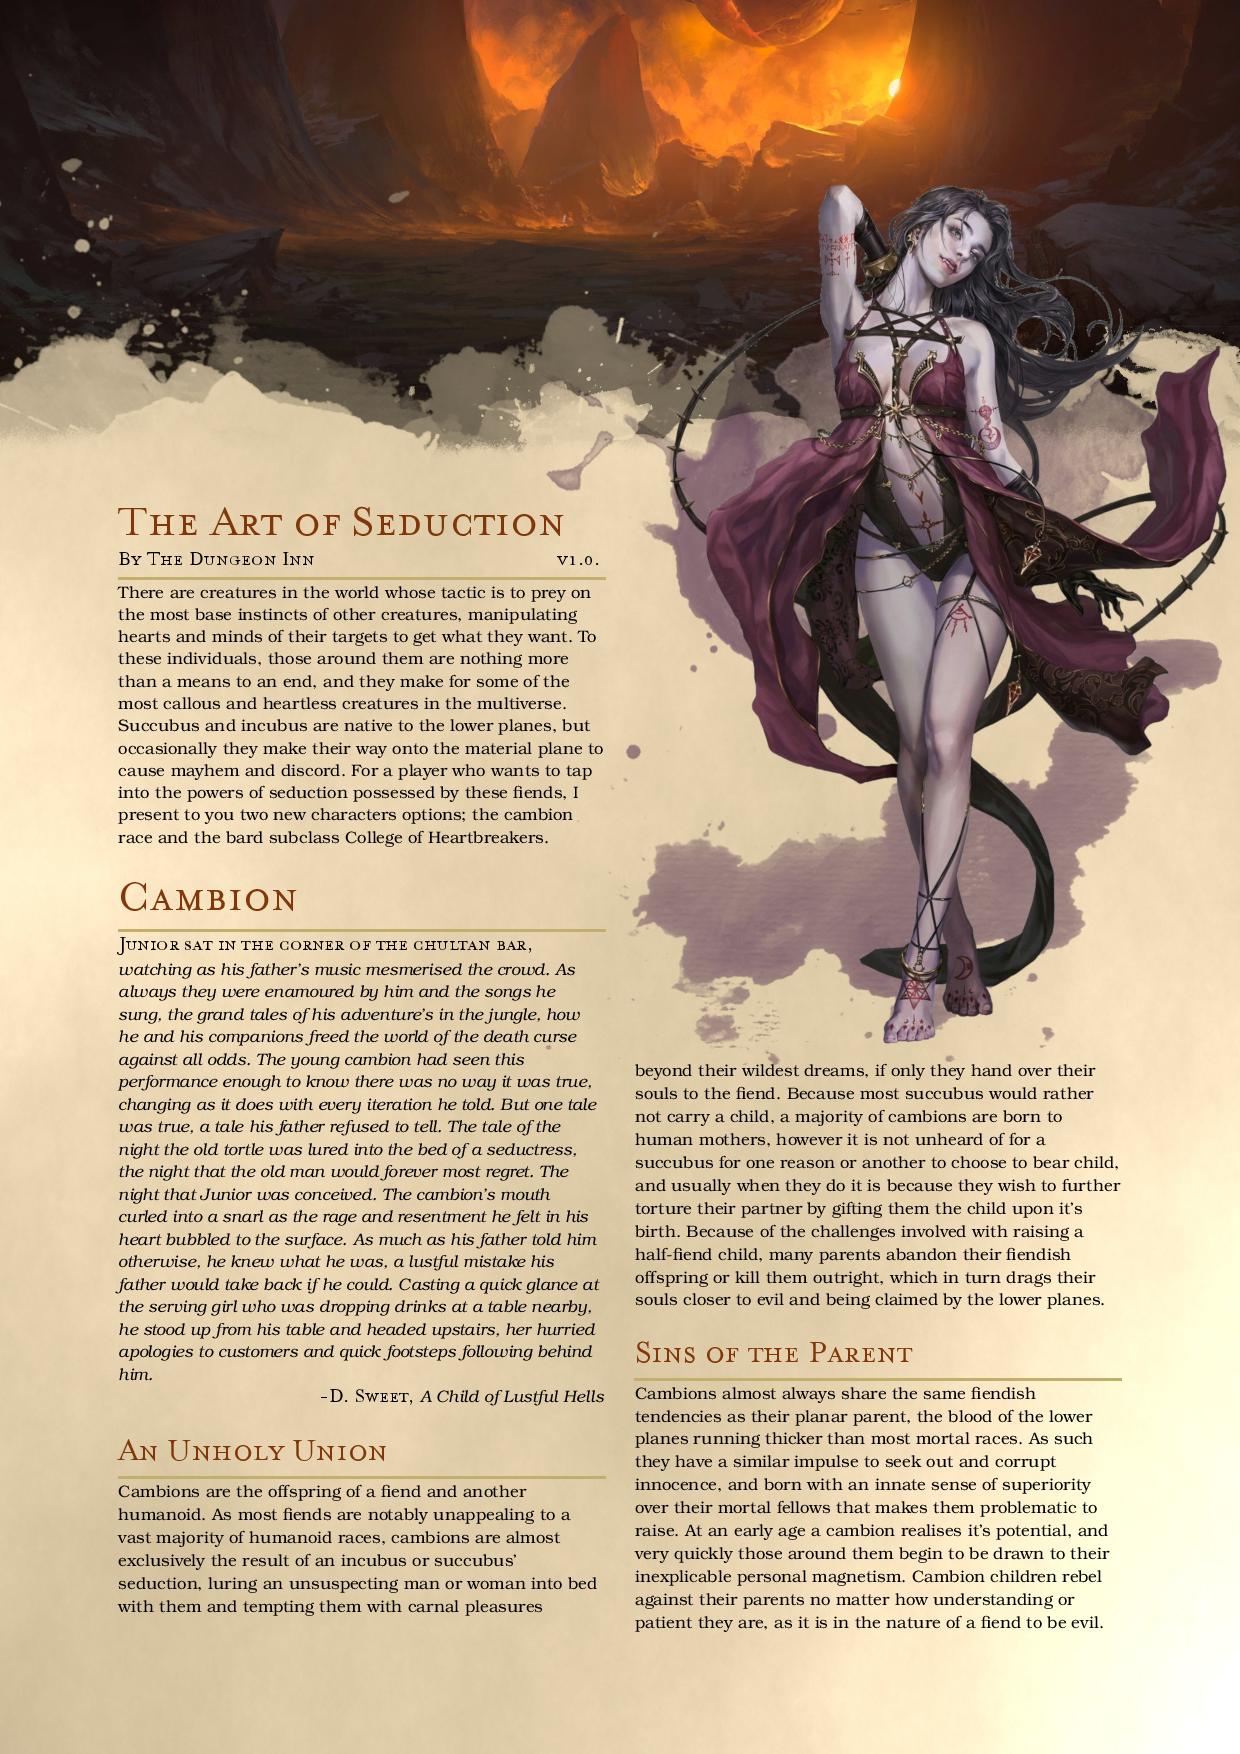 The Art of Seduction
By The Dungeon Inn v1.0.
There are creatures in the world whose tactic is to prey on
the most base instincts of other creatures, manipulating
hearts and minds of their targets to get what they want. To
these individuals, those around them are nothing more
than a means to an end, and they make for some of the
most callous and heartless creatures in the multiverse.
Succubus and incubus are native to the lower planes, but
occasionally they make their way onto the material plane to
cause mayhem and discord. For a player who wants to tap
into the powers of seduction possessed by these fiends, I
present to you two new characters options; the cambion
race and the bard subclass College of Heartbreakers.
Cambion
Junior sat in the corner of the chultan bar,
watching as his father's music mesmerised the crowd. As
always they were enamoured by him and the songs he
sung, the grand tales of his adventure's in the jungle, how
he and his companions freed the world of the death curse
against all odds. The young cambion had seen this
performance enough to know there was no way it was true,
changing as it does with every iteration he told. But one tale
was true, a tale his father refused to tell. The tale of the
night the old tortle was lured into the bed of a seductress,
the night that the old man would forever most regret. The
night that Junior was conceived. The cambion's mouth
curled into a snarl as the rage and resentment he felt in his
heart bubbled to the surface. As much as his father told him
otherwise, he knew what he was, a lustful mistake his
father would take back if he could. Casting a quick glance at
the serving girl who was dropping drinks at a table nearby,
he stood up from his table and headed upstairs, her hurried
apologies to customers and quick footsteps following behind
him.
-D. Sweet, A Child of Lustful Hells
An Unholy Union
Cambions are the offspring of a fiend and another
humanoid. As most fiends are notably unappealing to a
vast majority of humanoid races, cambions are almost
exclusively the result of an incubus or succubus'
seduction, luring an unsuspecting man or woman into bed
with them and tempting them with carnal pleasures
beyond their wildest dreams, if only they hand over their
souls to the fiend. Because most succubus would rather
not carry a child, a majority of cambions are born to
human mothers, however it is not unheard of for a
succubus for one reason or another to choose to bear child,
and usually when they do it is because they wish to further
torture their partner by gifting them the child upon it's
birth. Because of the challenges involved with raising a
half-fiend child, many parents abandon their fiendish
offspring or kill them outright, which in turn drags their
souls closer to evil and being claimed by the lower planes.
Sins of the Parent
Cambions almost always share the same fiendish
tendencies as their planar parent, the blood of the lower
planes running thicker than most mortal races. As such
they have a similar impulse to seek out and corrupt
innocence, and born with an innate sense of superiority
over their mortal fellows that makes them problematic to
raise. At an early age a cambion realises it's potential, and
very quickly those around them begin to be drawn to their
inexplicable personal magnetism. Cambion children rebel
against their parents no matter how understanding or
patient they are, as it is in the nature of a fiend to be evil.